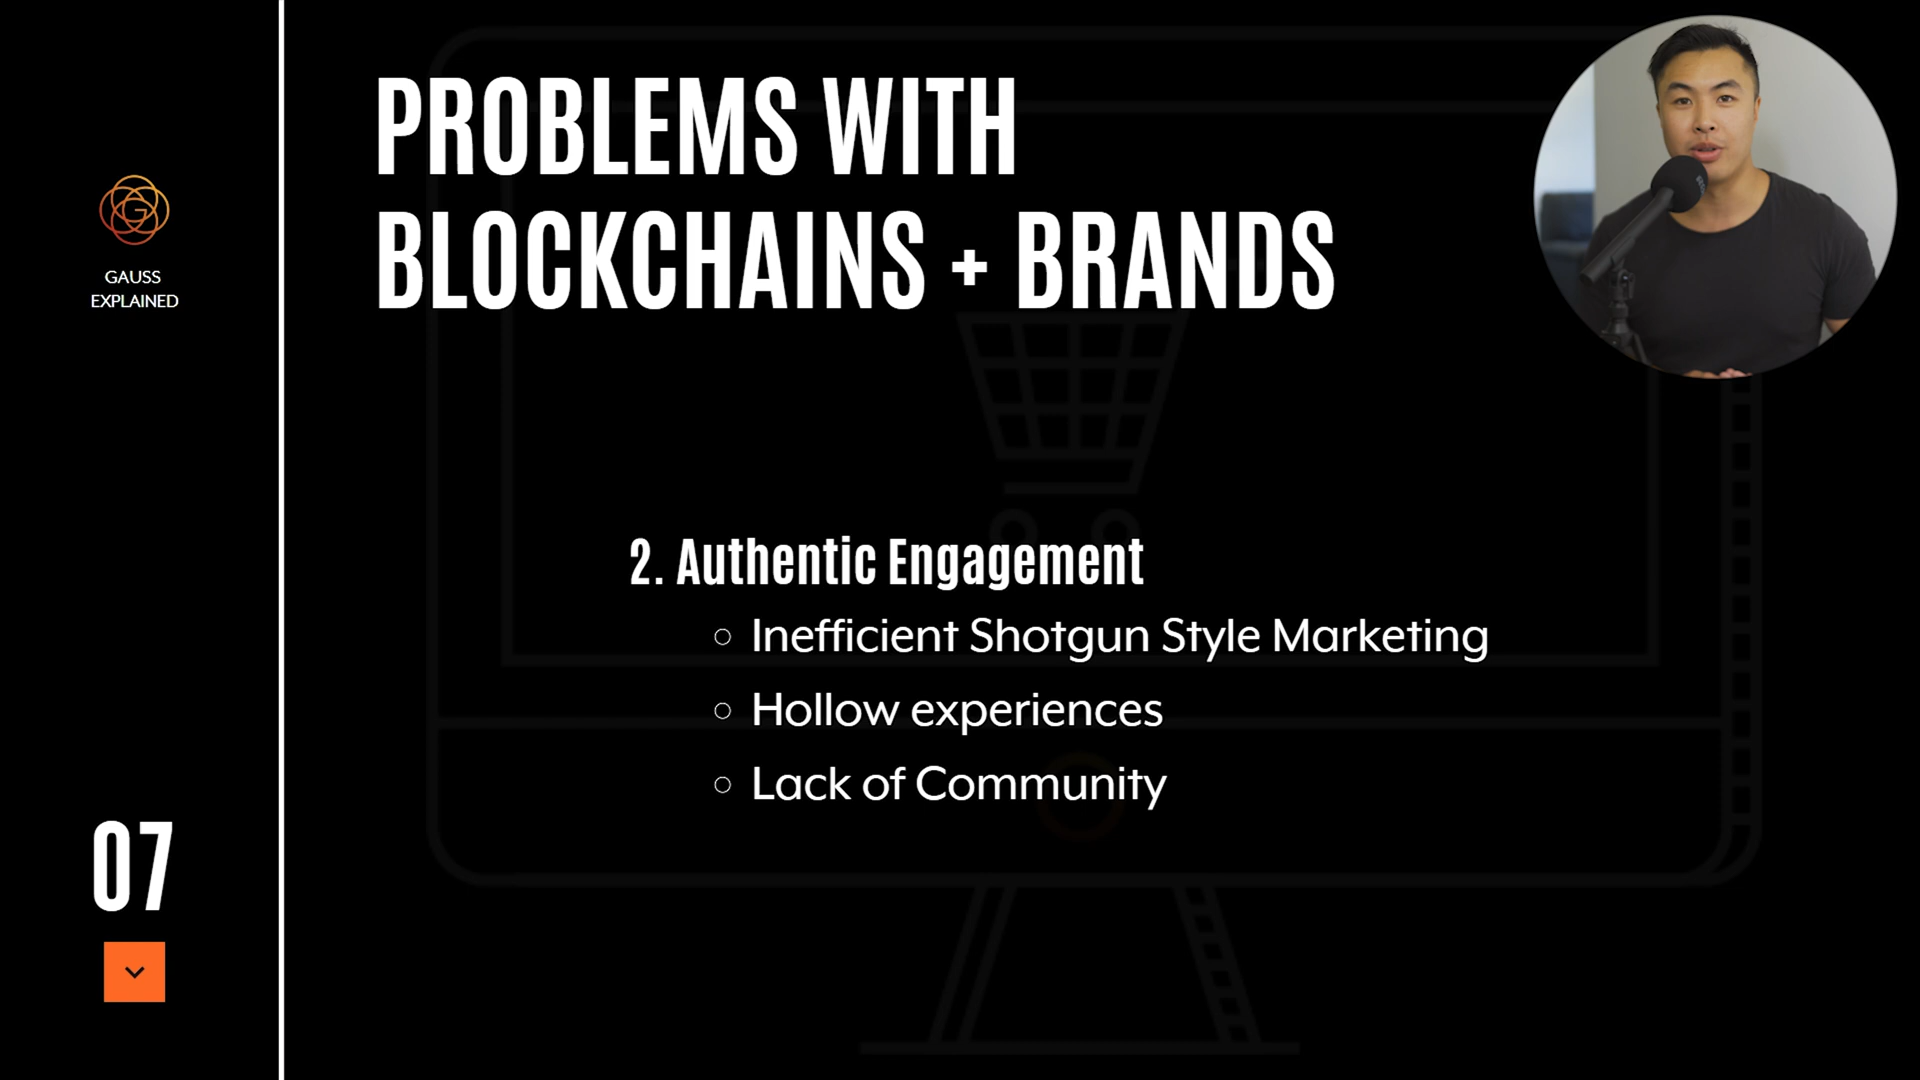 PROBLEMS WITH
BLOCKCHAINS + BRANDS
G
GAUSS
EXPLAINED
2. Authentic Engagement
Inefficient Shotgun Style Marketing
Hollow experiences
Lack of Community
07